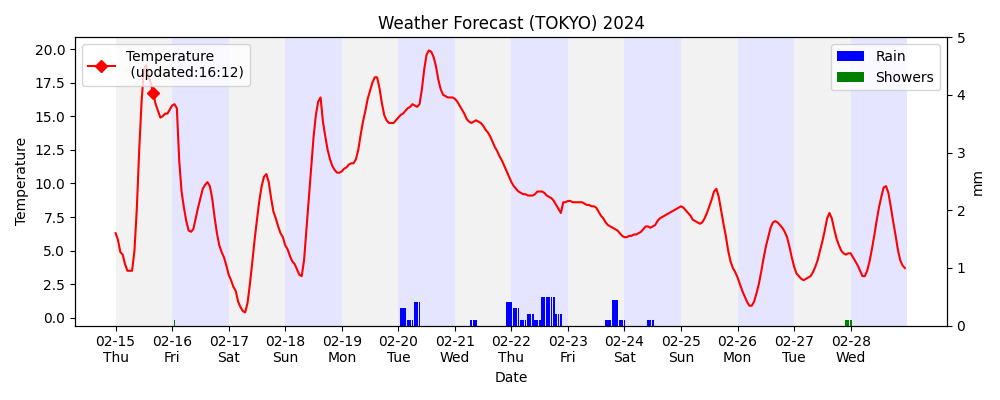 Weather Forecast (TOKYO) 2024
Temperature
(updated:16:12)
Rain
Showers
Temperature
20.0
17.5
15.0
12.5
10.0
7.5
5.0
2.5
0.0
5
4
3
2
1
0
mm
02-15 02-16 02-17 02-18 02-19 02-20 02-21 02-22 02-23 02-24 02-25 02-26 02-27 02-28
Thu Fri Sat Sun Mon Tue Wed Thu Fri Sat Sun Mon Tue Wed
Date